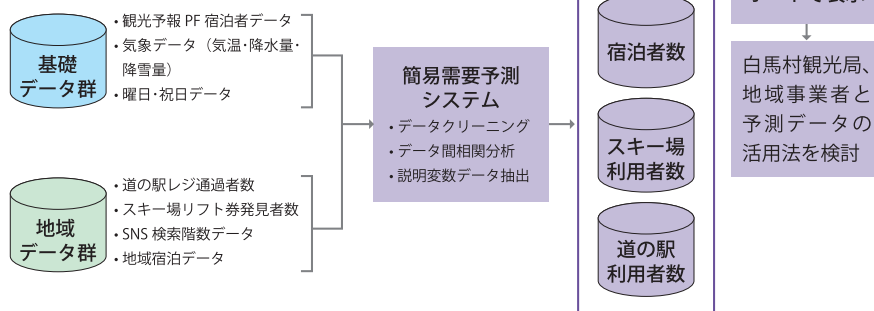 基礎
データ群
• 観光予報 PF 宿泊者データ
• 気象データ（気温・降水量・
降雪量）
• 曜日・祝日データ
地域
データ群
• 道の駅レジ通過者数
• スキー場リフト券発見者数
• SNS 検索階数データ
• 地域宿泊データ
簡易需要予測
システム
• データクリーニング
• データ間相関分析
• 説明変数データ抽出
宿泊者数
スキー場
利用者数
道の駅
利用者数
白馬村観光局、
地域事業者と
予測データの
活用法を検討